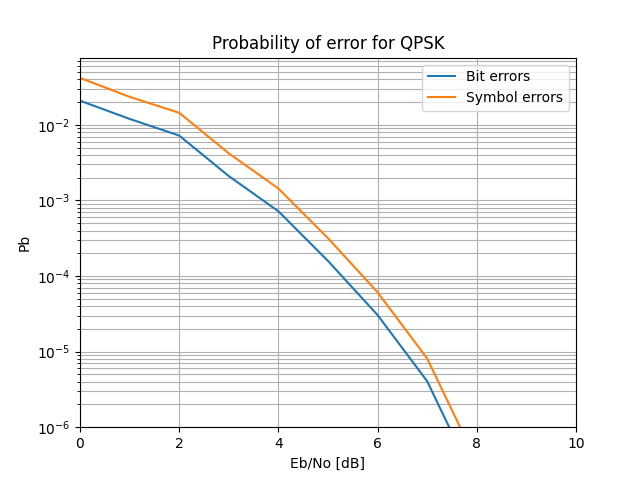 Probability of error for QPSK
Bit errors
Symbol errors
10⁻²
10⁻³
10⁻⁴
10⁻⁵
10⁻⁶
Pb
0 2 4 6 8 10
Eb/No [dB]